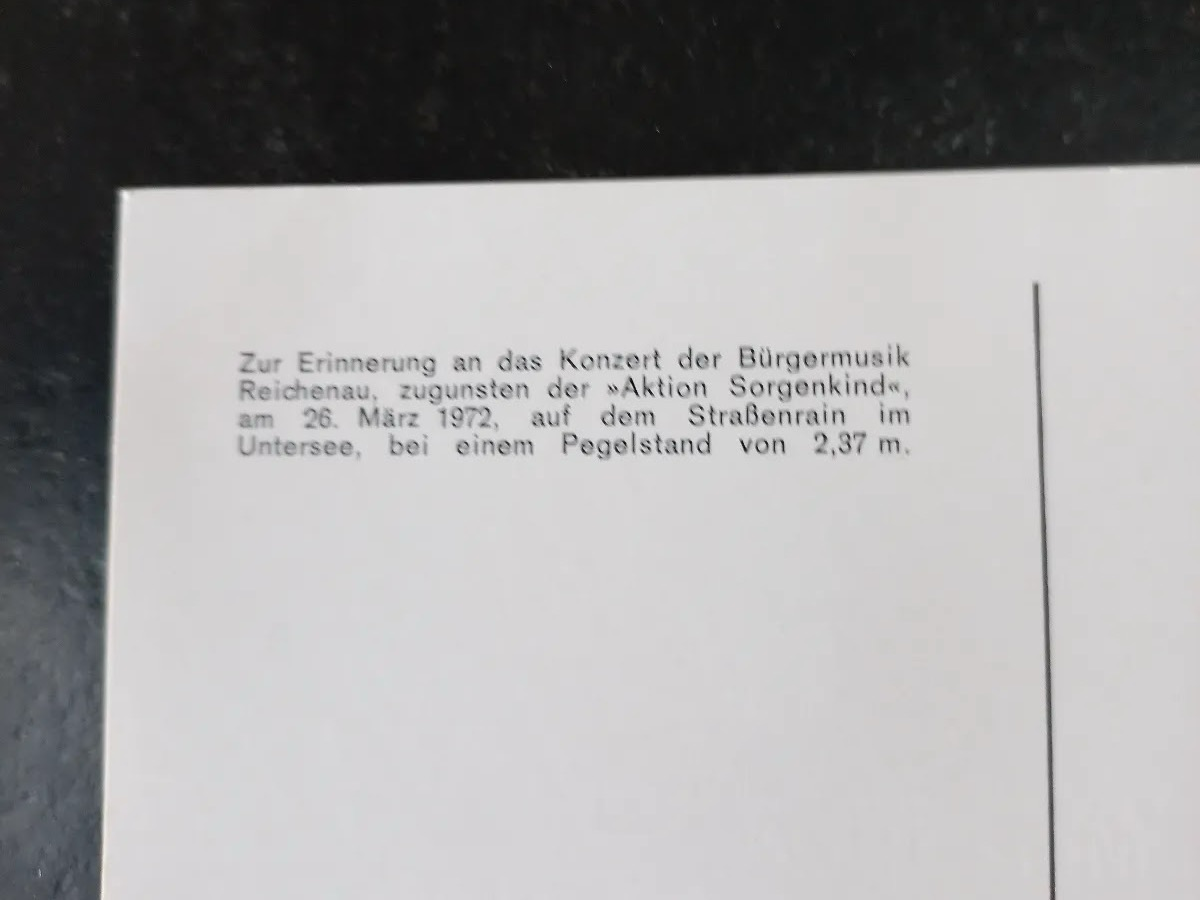 Zur Erinnerung an das Konzert der Bürgermusik
Reichenau, zugunsten der »Aktion Sorgenkind«,
am 26. März 1972, auf dem Straßenrain im
Untersee, bei einem Pegelstand von 2,37 m.